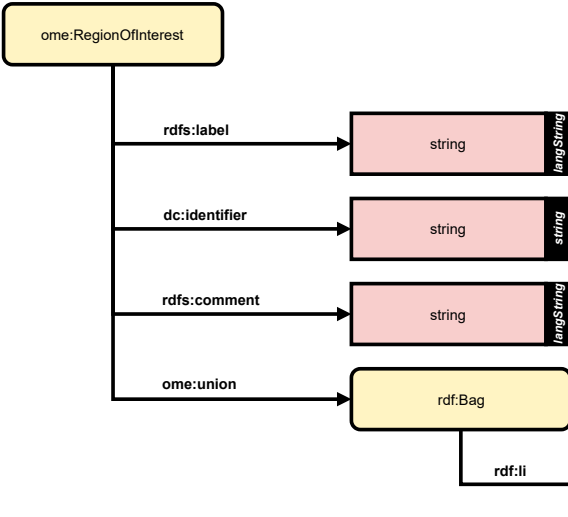 ome:RegionOfInterest
rdfs:label
string
langString
dc:identifier
string
string
rdfs:comment
string
langString
ome:union
rdf:Bag
rdf:li